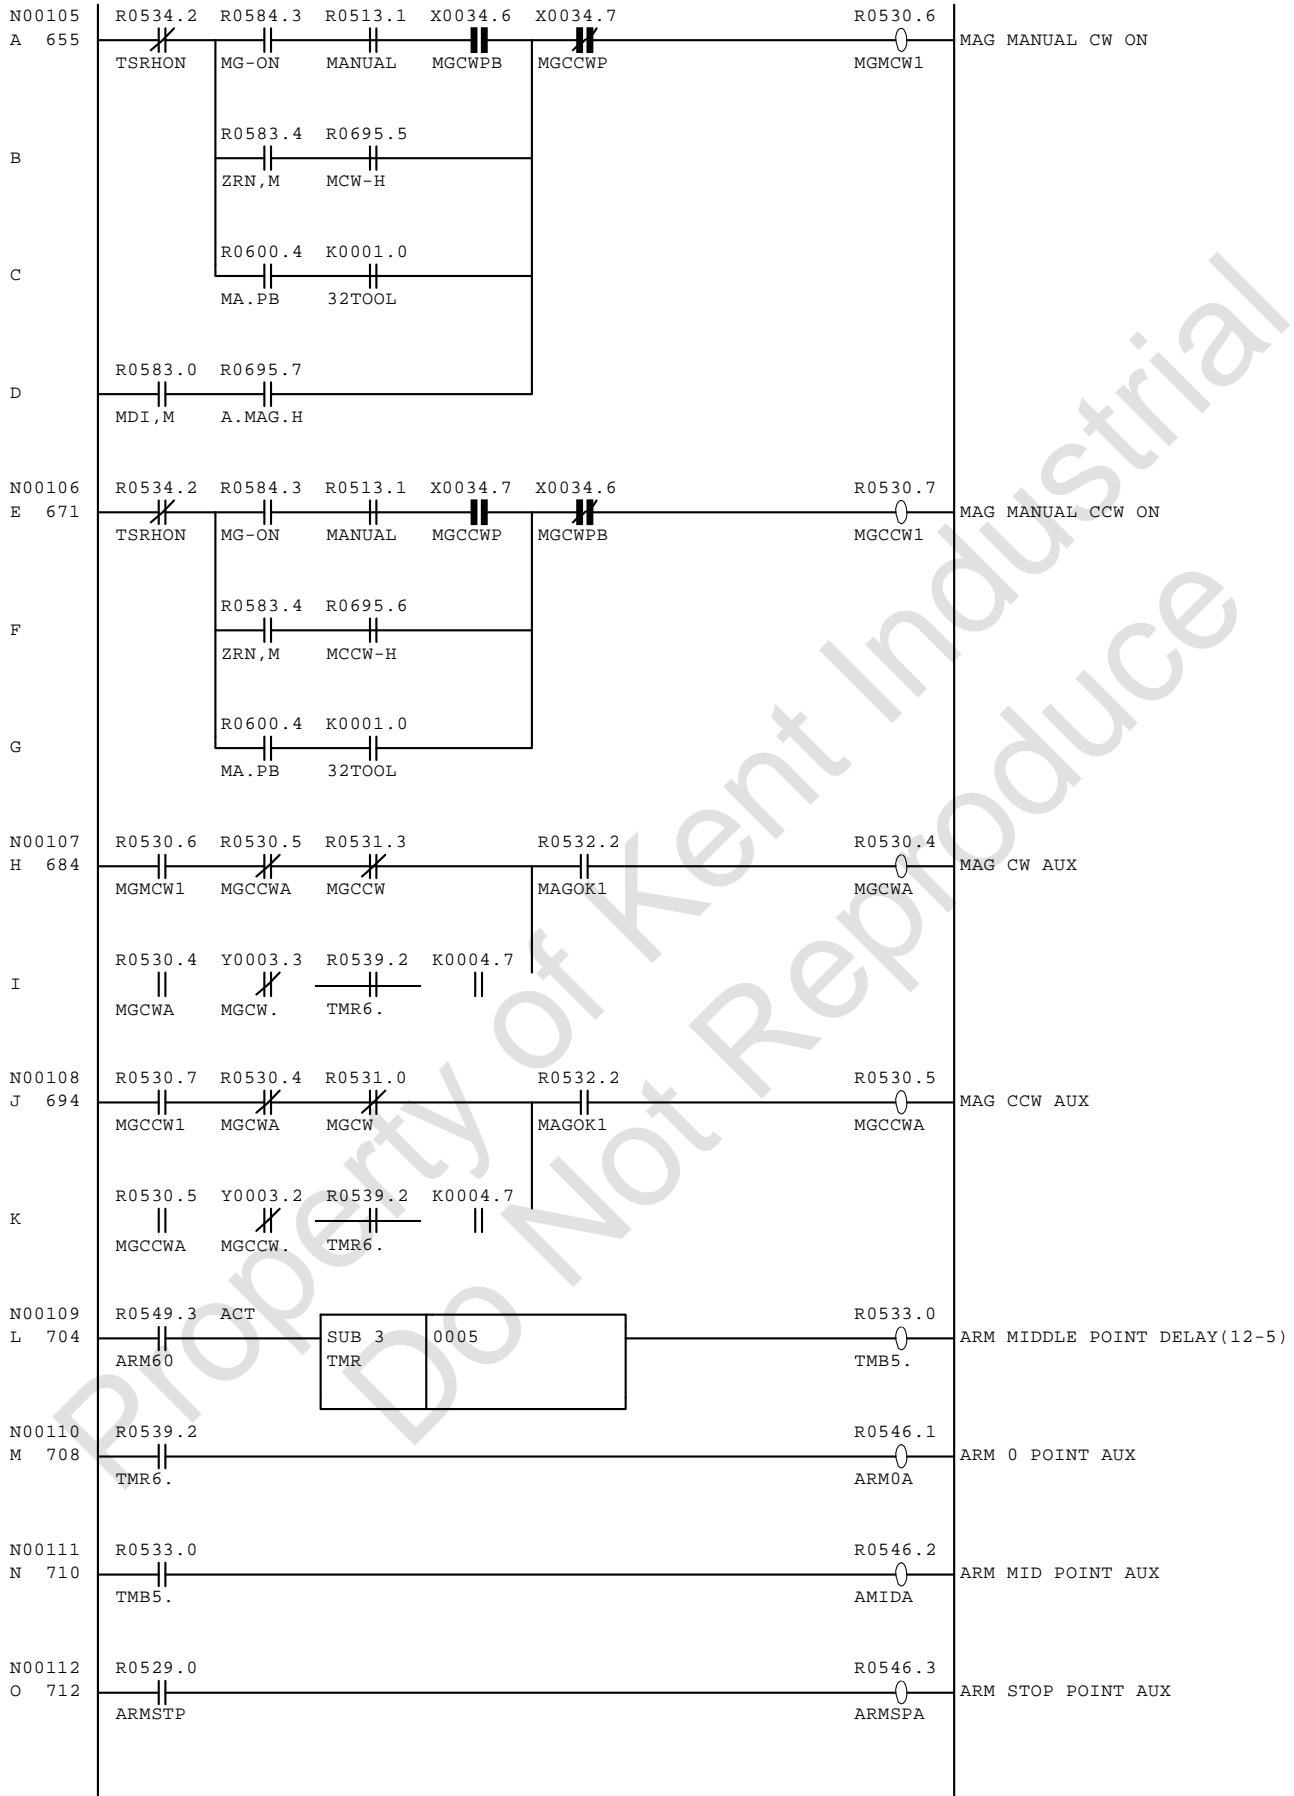 N00105 R0534.2 R0584.3 R0513.1 X0034.6 X0034.7 R0530.6
A 655 MAG MANUAL CW ON
TSRHON MG-ON MANUAL MGCWPB MGCCWP MGMCW1
R0583.4 R0695.5
B
ZRN,M MCW-H
R0600.4 K0001.0
C
MA.PB 32TOOL
R0583.0 R0695.7
D
MDI,M A.MAG.H
N00106 R0534.2 R0584.3 R0513.1 X0034.7 X0034.6 R0530.7
E 671 MAG MANUAL CCW ON
TSRHON MG-ON MANUAL MGCCWP MGCWPB MGCCW1
R0583.4 R0695.6
F
ZRN,M MCCW-H
R0600.4 K0001.0
G
MA.PB 32TOOL
N00107 R0530.6 R0530.5 R0531.3 R0532.2 R0530.4
H 684 MAG CW AUX
MGMCW1 MGCCWA MGCCW MAGOK1 MGCWA
R0530.4 Y0003.3 R0539.2 K0004.7
I
MGCWA MGCW. TMR6.
N00108 R0530.7 R0530.4 R0531.0 R0532.2 R0530.5
J 694 MAG CCW AUX
MGCCW1 MGCWA MGCW MAGOK1 MGCCWA
R0530.5 Y0003.2 R0539.2 K0004.7
K
MGCCWA MGCCW. TMR6.
N00109 R0549.3 ACT R0533.0
L 704 SUB 3 0005 ARM MIDDLE POINT DELAY(12-5)
ARM60 TMR TMB5.
N00110 R0539.2 R0546.1
M 708 ARM 0 POINT AUX
TMR6. ARM0A
N00111 R0533.0 R0546.2
N 710 ARM MID POINT AUX
TMB5. AMIDA
N00112 R0529.0 R0546.3
O 712 ARM STOP POINT AUX
ARMSTP ARMSPA
Property of Kent Industrial
Do Not Reproduce